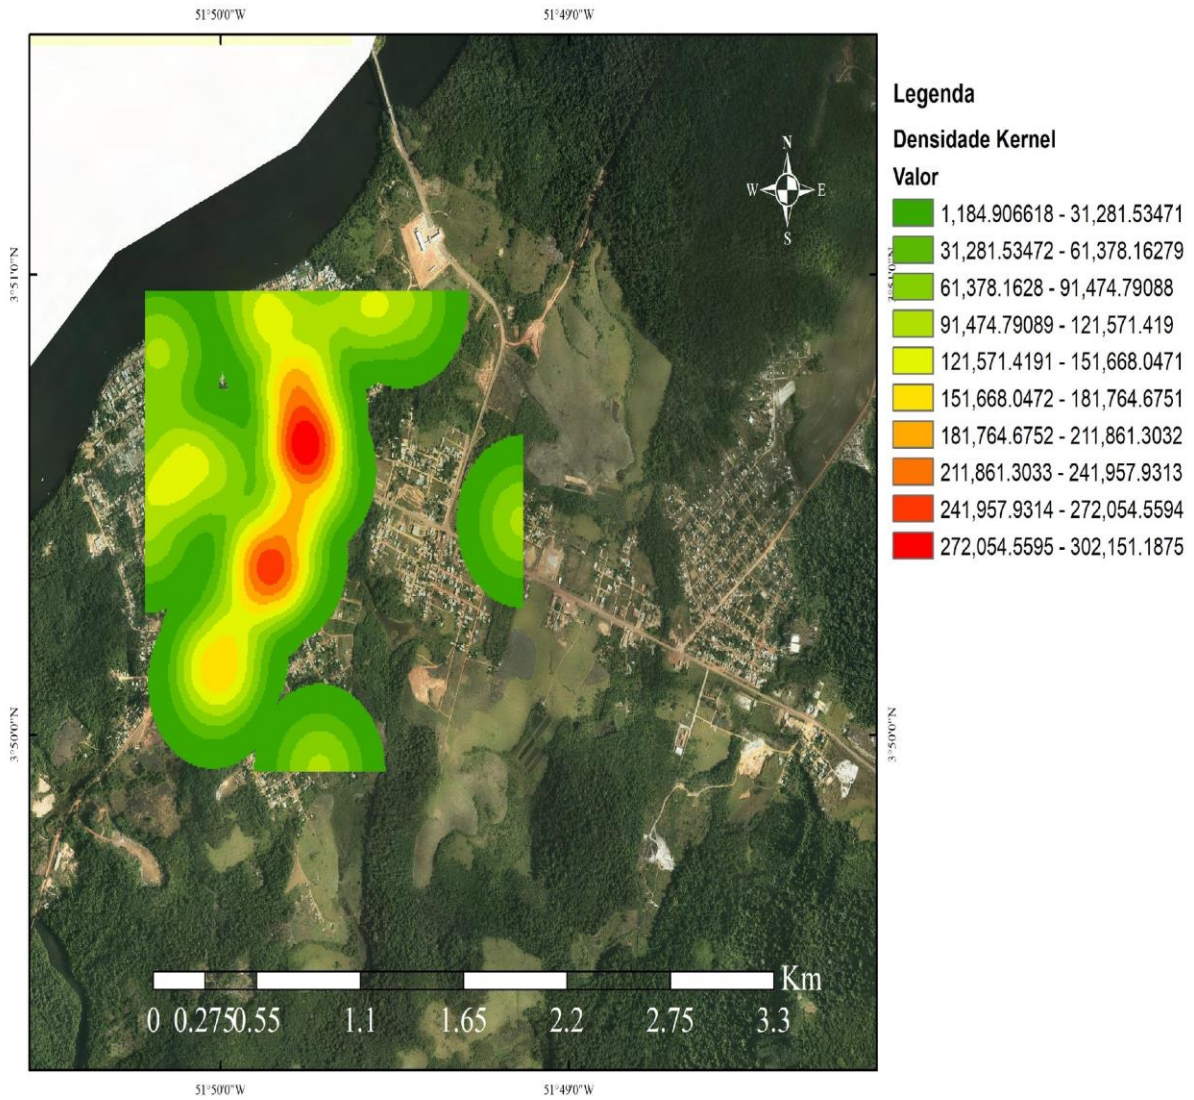 51°50'0"W
51°49'0"W
N
W
E
S
3°51'0"N
3°51'0"N
3°50'0"N
3°50'0"N
Legenda
Densidade Kernel
Valor
1,184.906618 - 31,281.53471
31,281.53472 - 61,378.16279
61,378.1628 - 91,474.79088
91,474.79089 - 121,571.419
121,571.4191 - 151,668.0471
151,668.0472 - 181,764.6751
181,764.6752 - 211,861.3032
211,861.3033 - 241,957.9313
241,957.9314 - 272,054.5594
272,054.5595 - 302,151.1875
Km
0 0.275 0.55 1.1 1.65 2.2 2.75 3.3
51°50'0"W
51°49'0"W